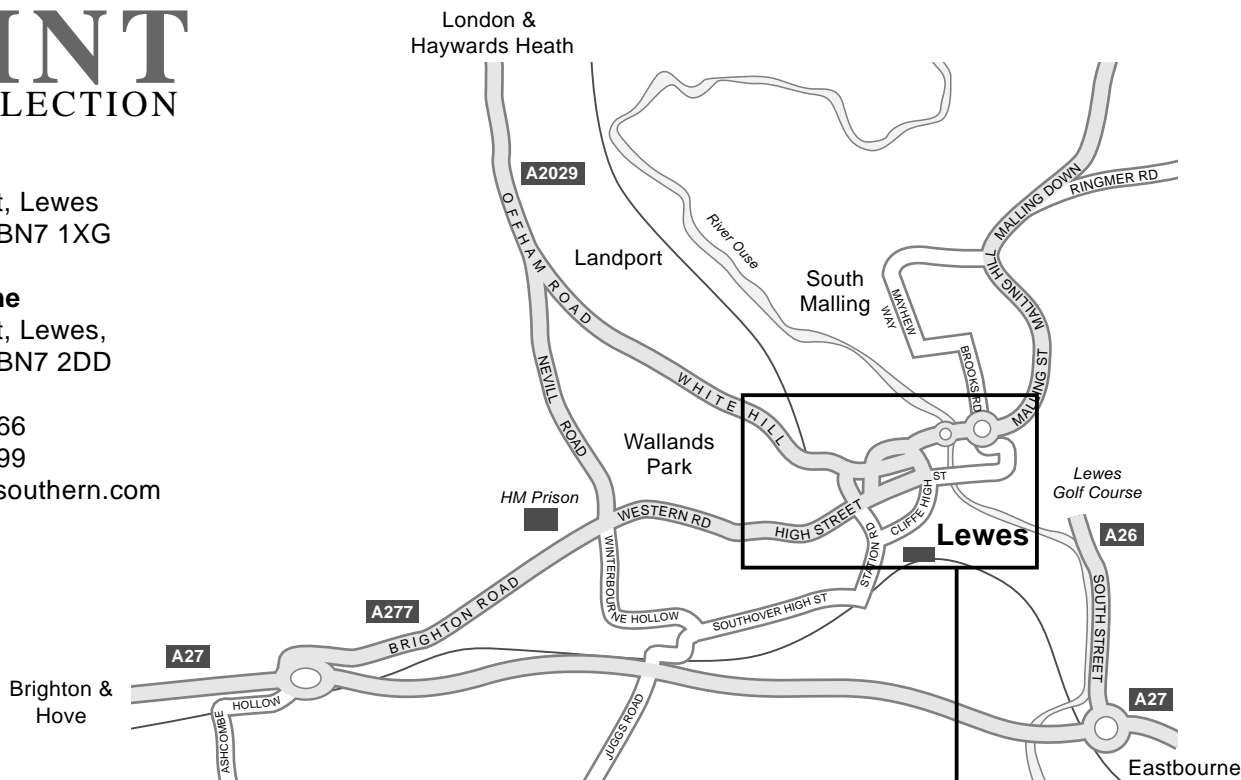 INT
LECTION
t, Lewes
BN7 1XG
ne
t, Lewes,
BN7 2DD
66
99
southern.com
London &
Haywards Heath
A2029
OFFHAM ROAD
Landport
River Ouse
South
Malling
MALLING DOWN
RINGMER RD
MALLING HILL
MAYHEW
WAY
BROOKS RD
MALLING ST
NEVILL ROAD
WHITE HILL
Wallands
Park
HM Prison
WESTERN RD
HIGH STREET
CLIFFE HIGH ST
STATION RD
Lewes
Lewes
Golf Course
A26
SOUTH STREET
WINTERBOURNE HOLLOW
SOUTHOVER HIGH ST
A277
BRIGHTON ROAD
A27
Brighton &
Hove
ASHCOMBE HOLLOW
JUGGS ROAD
A27
Eastbourne